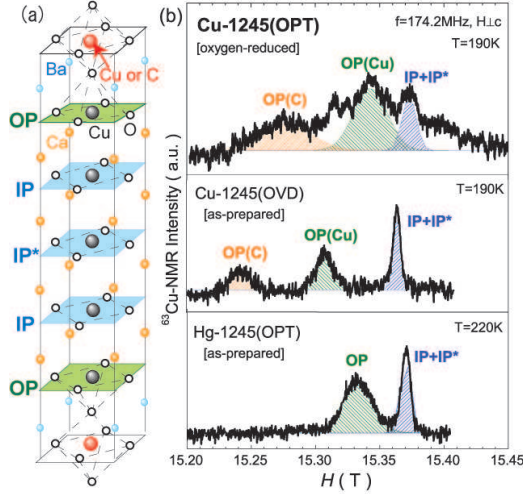 (a)
Cu or C
Ba
OP
Cu
O
Ca
IP
IP*
IP
OP
(b)
Cu-1245(OPT)
[oxygen-reduced]
f=174.2MHz, H⊥c
T=190K
OP(C)
OP(Cu)
IP+IP*
Cu-1245(OVD)
[as-prepared]
T=190K
OP(C)
OP(Cu)
IP+IP*
Hg-1245(OPT)
[as-prepared]
T=220K
OP
IP+IP*
⁶³Cu-NMR Intensity ( a.u. )
15.20 15.25 15.30 15.35 15.40 15.45
H ( T )